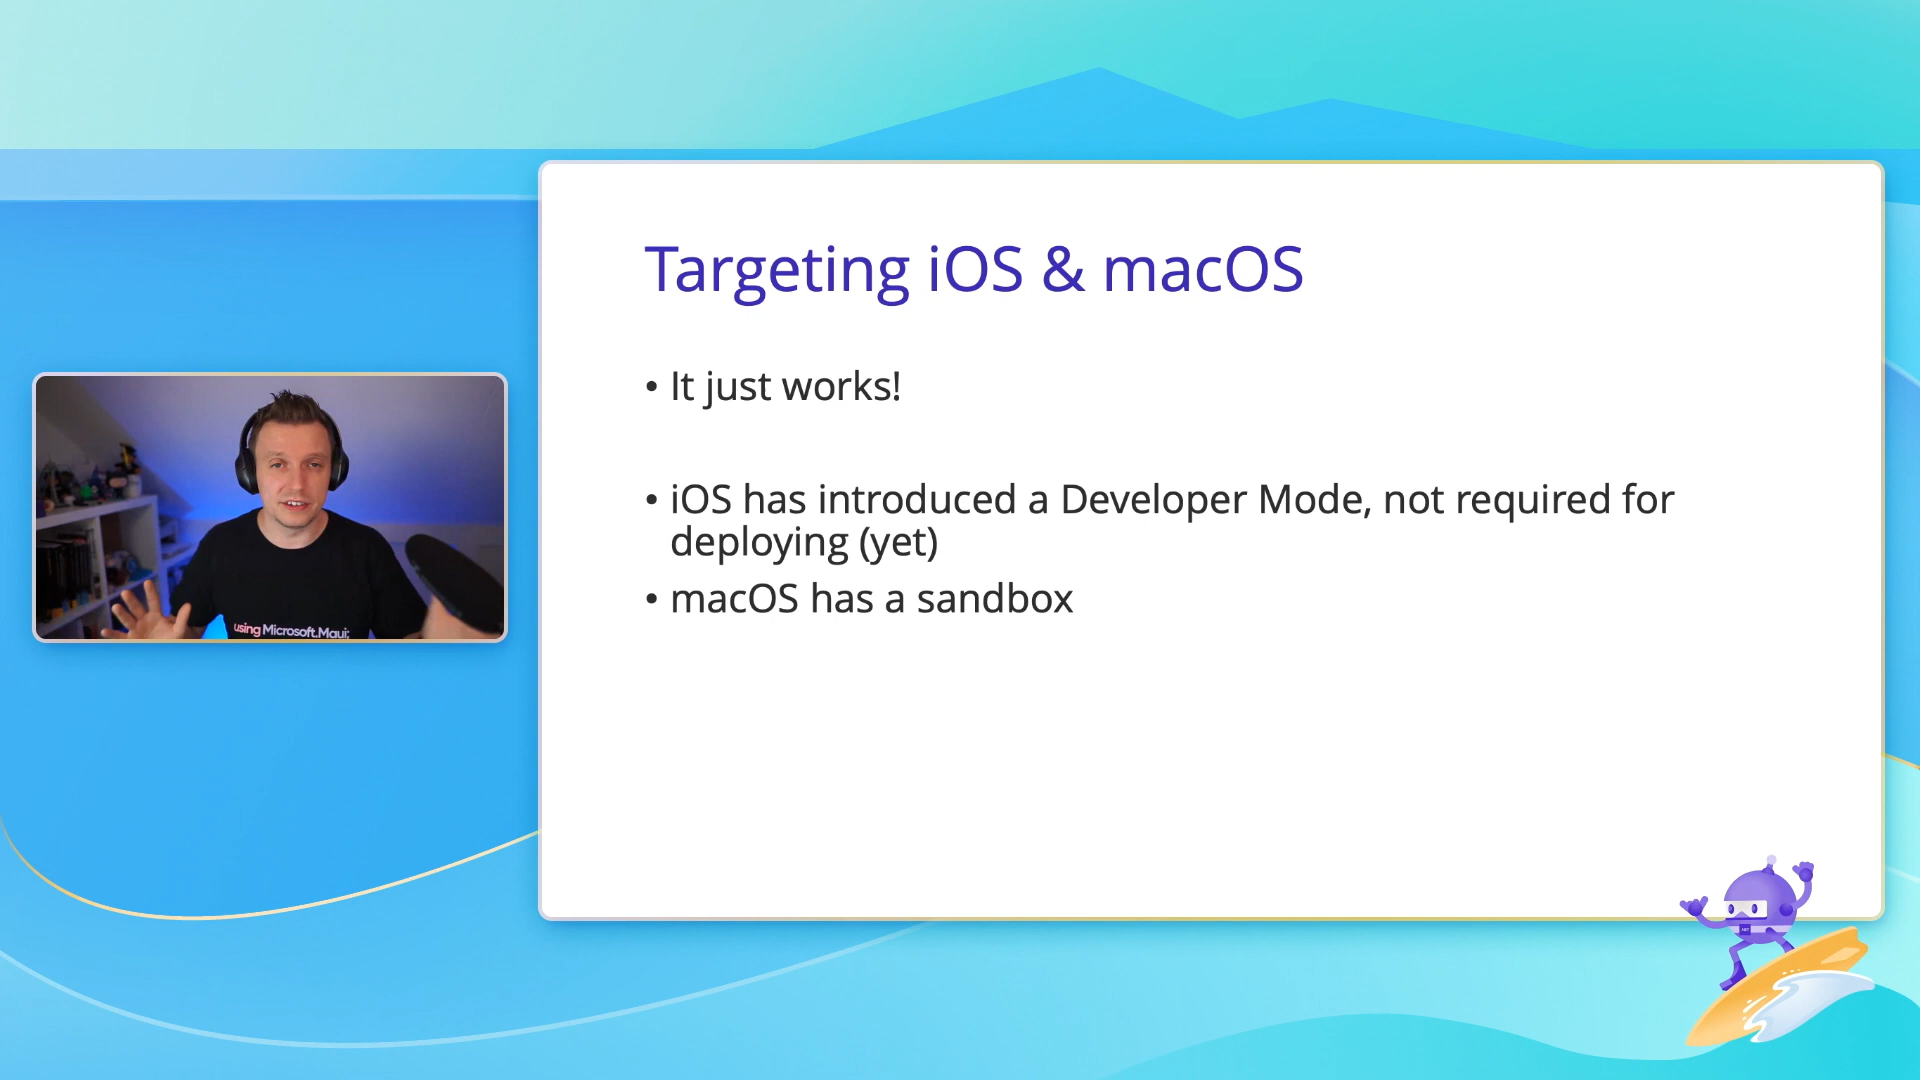 Targeting iOS & macOS
• It just works!
• iOS has introduced a Developer Mode, not required for
deploying (yet)
• macOS has a sandbox
using Microsoft.Maui;